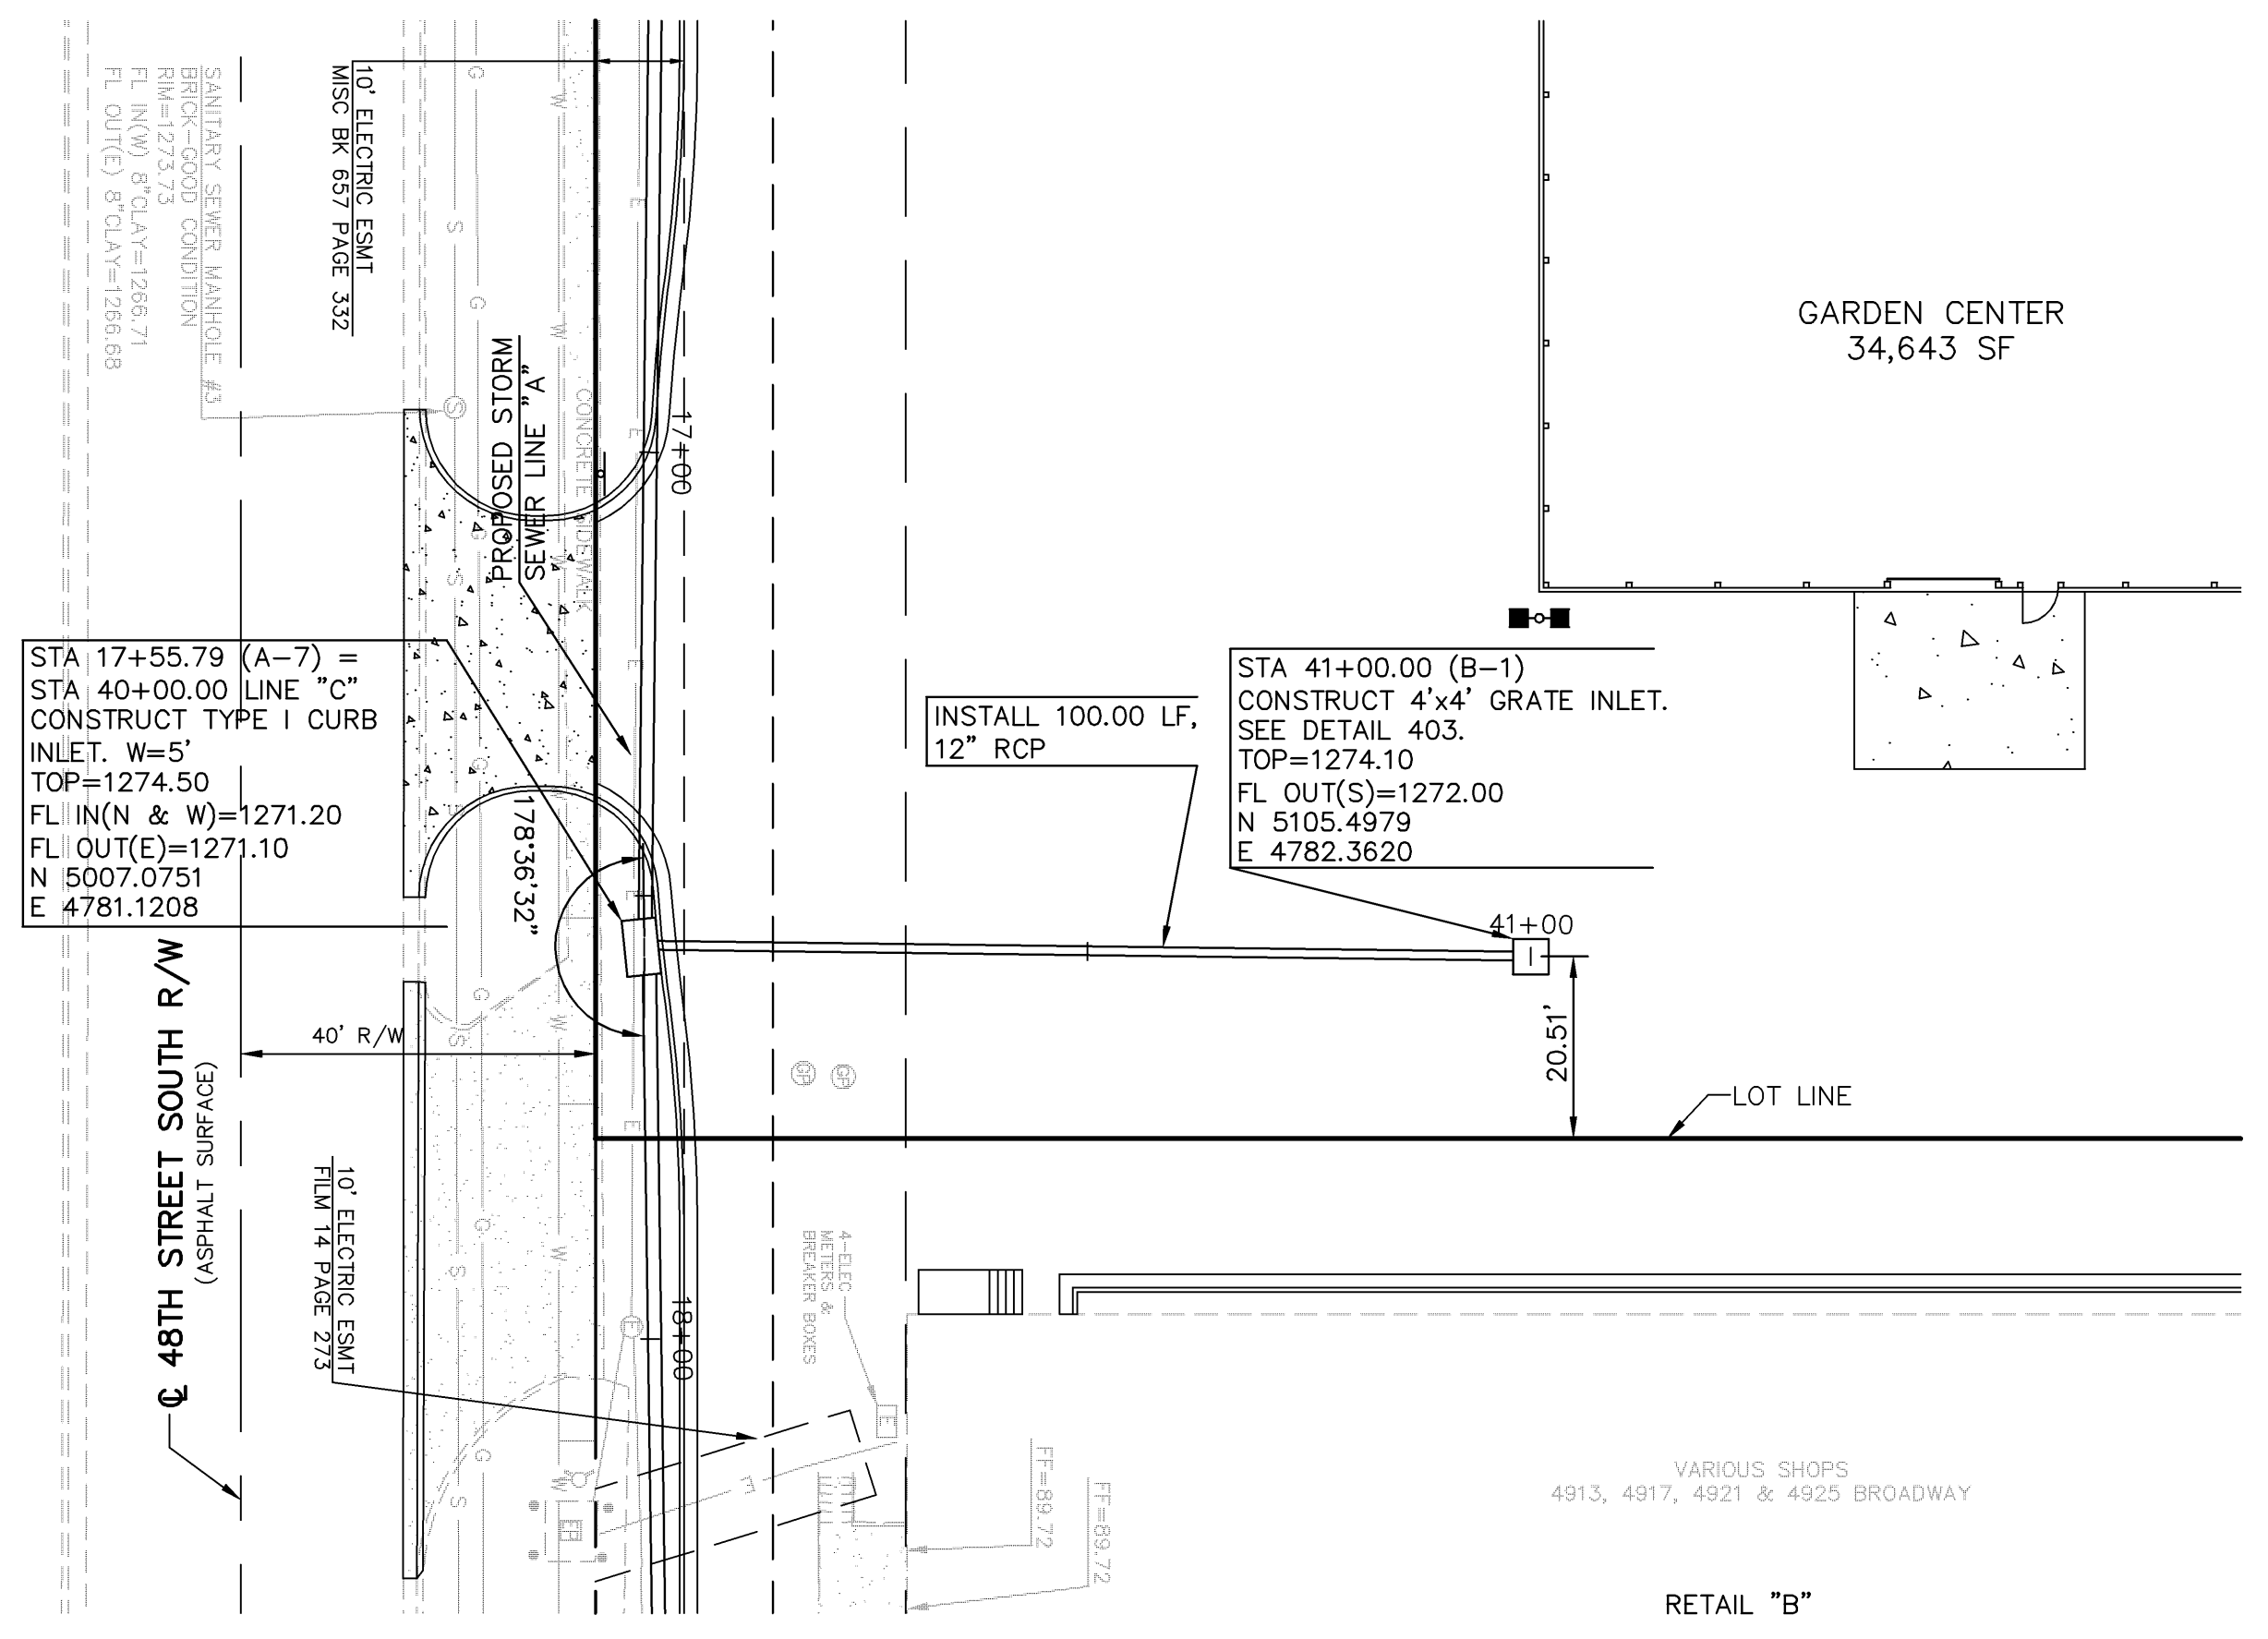 SANITARY SEWER MANHOLE #3
BRICK-GOOD CONDITION
RIM=1273.73
FL IN(W) 8"CLAY=1266.71
FL OUT(E) 8"CLAY=1266.68
10' ELECTRIC ESMT
MISC BK 657 PAGE 332
PROPOSED STORM
SEWER LINE "A"
CONCRETE SIDEWALK
17+00
GARDEN CENTER
34,643 SF
STA 17+55.79 (A-7) =
STA 40+00.00 LINE "C"
CONSTRUCT TYPE I CURB
INLET. W=5'
TOP=1274.50
FL IN(N & W)=1271.20
FL OUT(E)=1271.10
N 5007.0751
E 4781.1208
178°36'32"
INSTALL 100.00 LF,
12" RCP
STA 41+00.00 (B-1)
CONSTRUCT 4'x4' GRATE INLET.
SEE DETAIL 403.
TOP=1274.10
FL OUT(S)=1272.00
N 5105.4979
E 4782.3620
41+00
20.51'
LOT LINE
40' R/W
℄ 48TH STREET SOUTH R/W
(ASPHALT SURFACE)
GP
GP
10' ELECTRIC ESMT
FILM 14 PAGE 273
18+00
4-ELEC
METERS &
BREAKER BOXES
E
EP
FF=89.72
FF=89.72
VARIOUS SHOPS
4913, 4917, 4921 & 4925 BROADWAY
RETAIL "B"